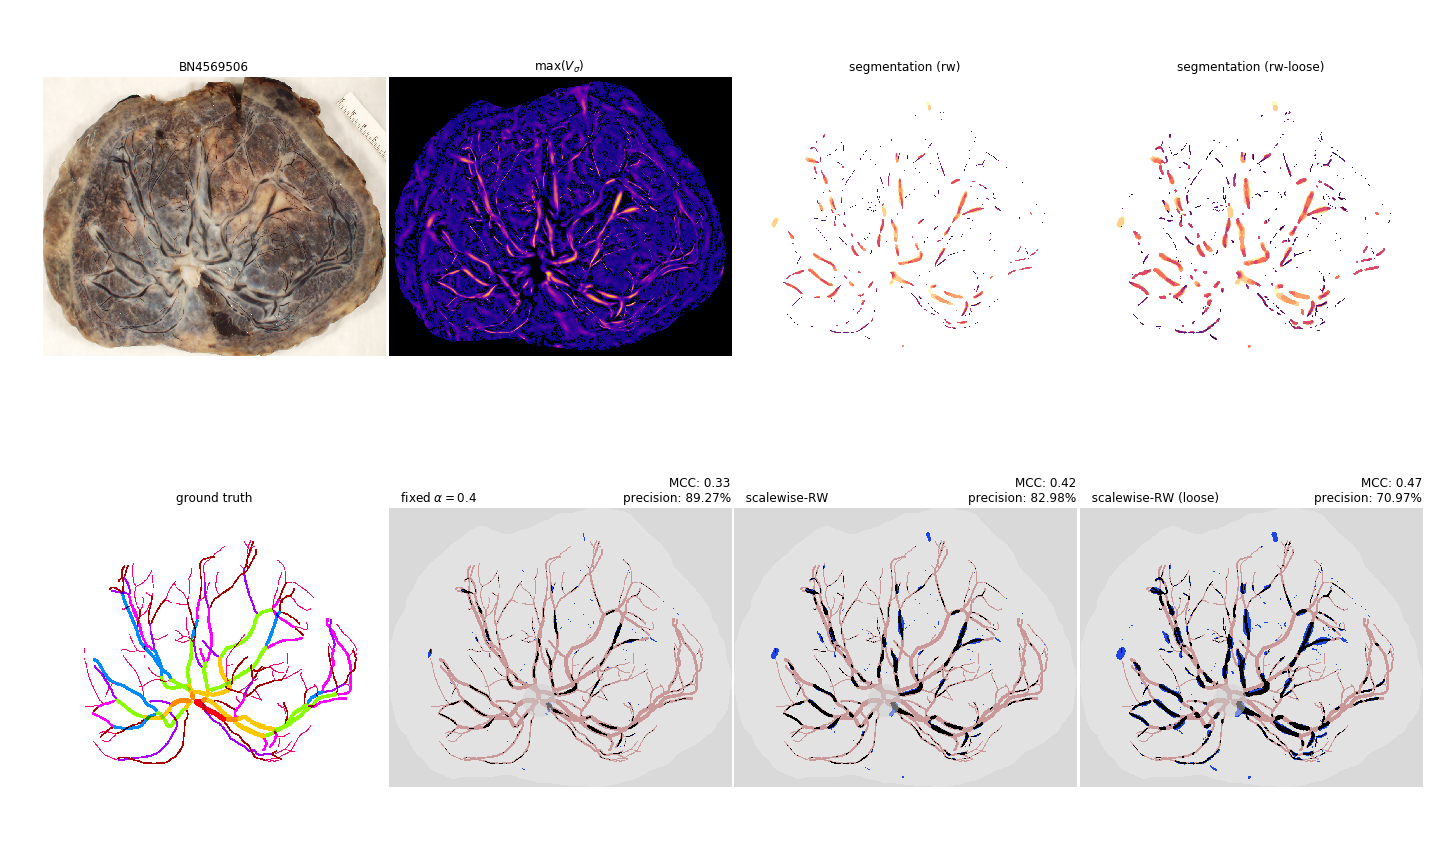 BN4569506
max(Vσ)
segmentation (rw)
segmentation (rw-loose)
ground truth
fixed α = 0.4
MCC: 0.33
precision: 89.27%
scalewise-RW
MCC: 0.42
precision: 82.98%
scalewise-RW (loose)
MCC: 0.47
precision: 70.97%